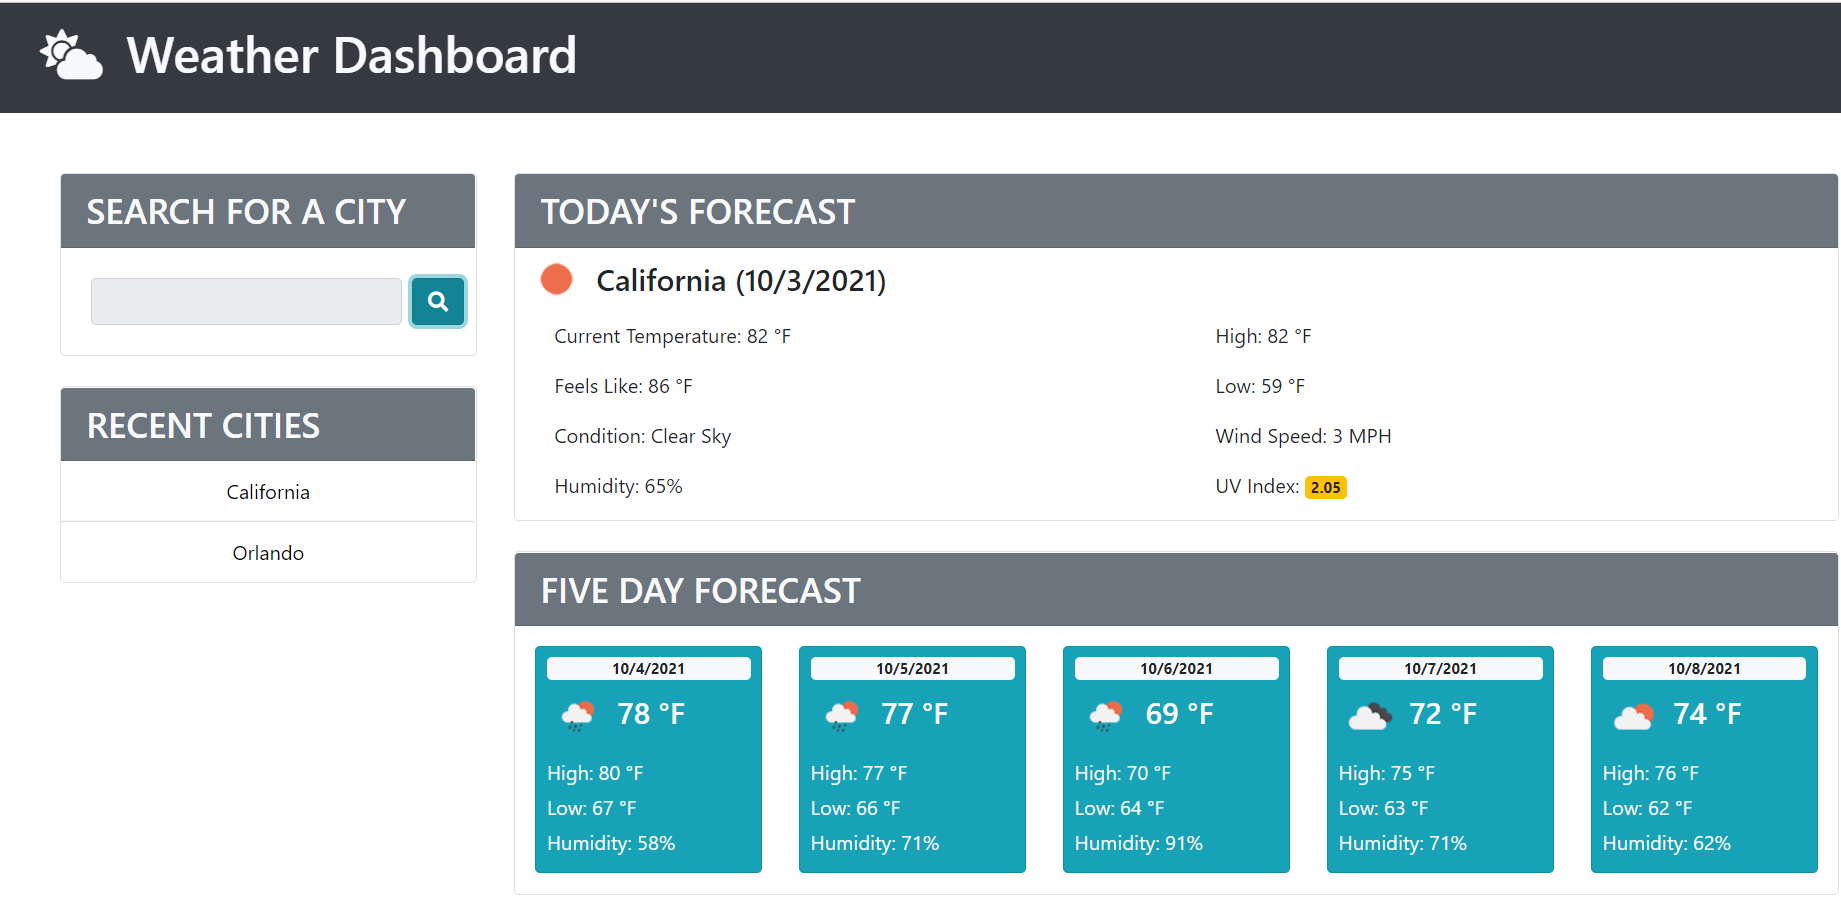 Weather Dashboard
SEARCH FOR A CITY
RECENT CITIES
California
Orlando
TODAY'S FORECAST
California (10/3/2021)
Current Temperature: 82 °F
High: 82 °F
Feels Like: 86 °F
Low: 59 °F
Condition: Clear Sky
Wind Speed: 3 MPH
Humidity: 65%
UV Index: 2.05
FIVE DAY FORECAST
10/4/2021
78 °F
High: 80 °F
Low: 67 °F
Humidity: 58%
10/5/2021
77 °F
High: 77 °F
Low: 66 °F
Humidity: 71%
10/6/2021
69 °F
High: 70 °F
Low: 64 °F
Humidity: 91%
10/7/2021
72 °F
High: 75 °F
Low: 63 °F
Humidity: 71%
10/8/2021
74 °F
High: 76 °F
Low: 62 °F
Humidity: 62%